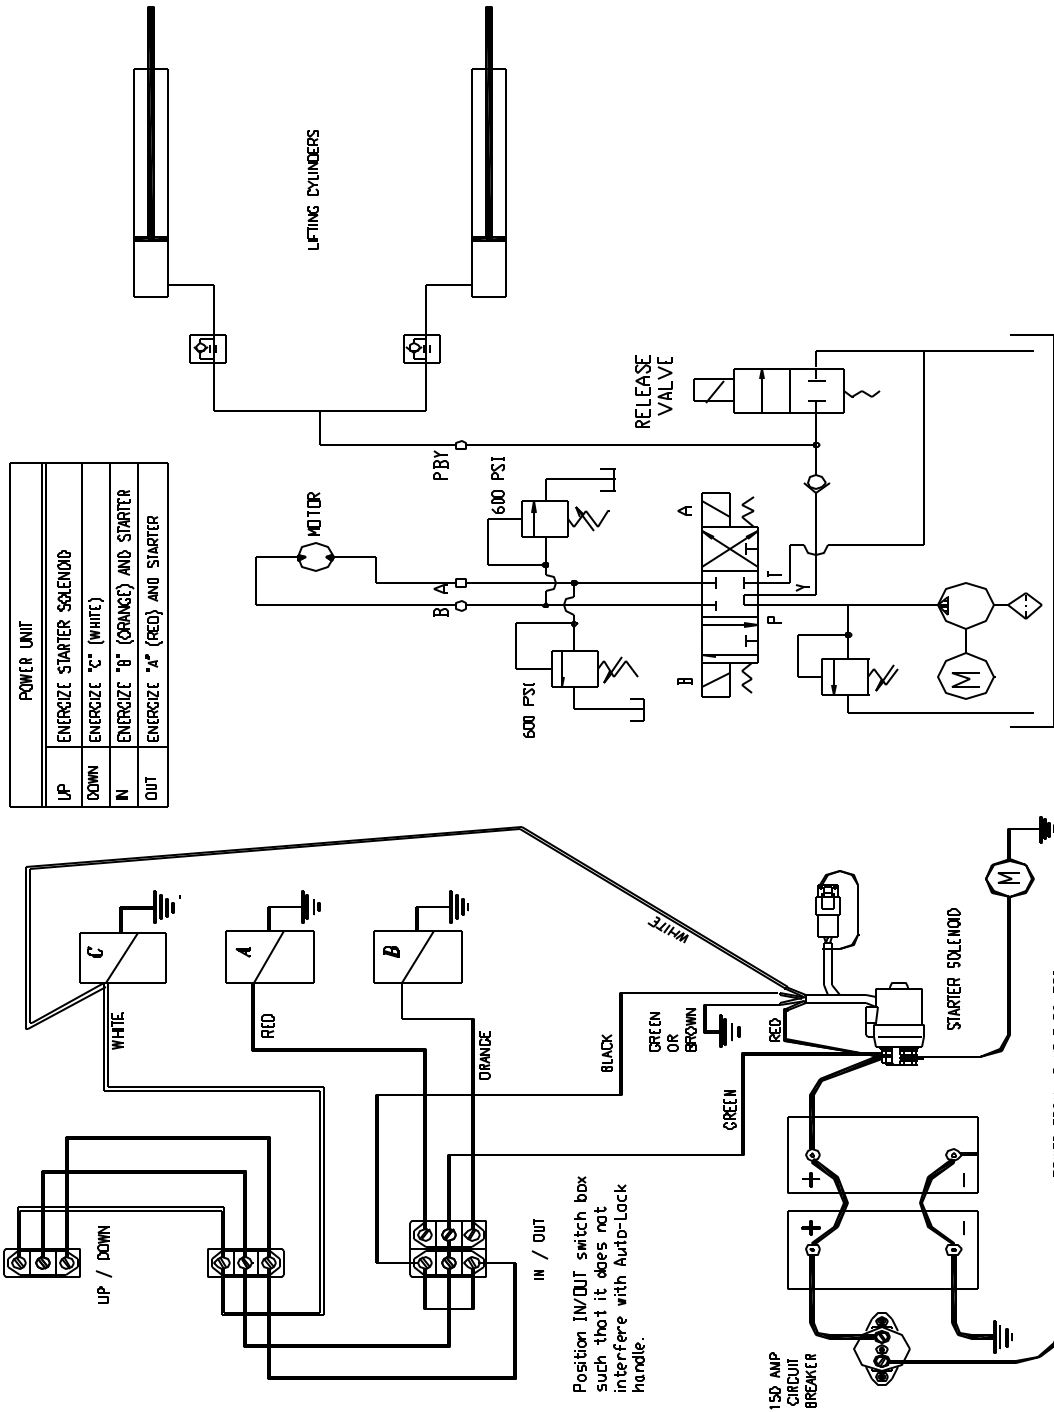 LIFTING CYLINDERS
POWER UNIT
UP ENERGIZE STARTER SOLENOID
DOWN ENERGIZE "C" (WHITE)
IN ENERGIZE "B" (ORANGE) AND STARTER
OUT ENERGIZE "A" (RED) AND STARTER
MOTOR
B
A
PBY
600 PSI
600 PSI
RELEASE
VALVE
A
B
T
Y
P
M
C
A
B
WHITE
RED
ORANGE
WHITE
BLACK
GREEN
OR
BROWN
RED
GREEN
STARTER SOLENOID
M
UP / DOWN
IN / OUT
Position IN/OUT switch box
such that it does not
interfere with Auto-Lock
handle.
+
-
+
-
150 AMP
CIRCUIT
BREAKER